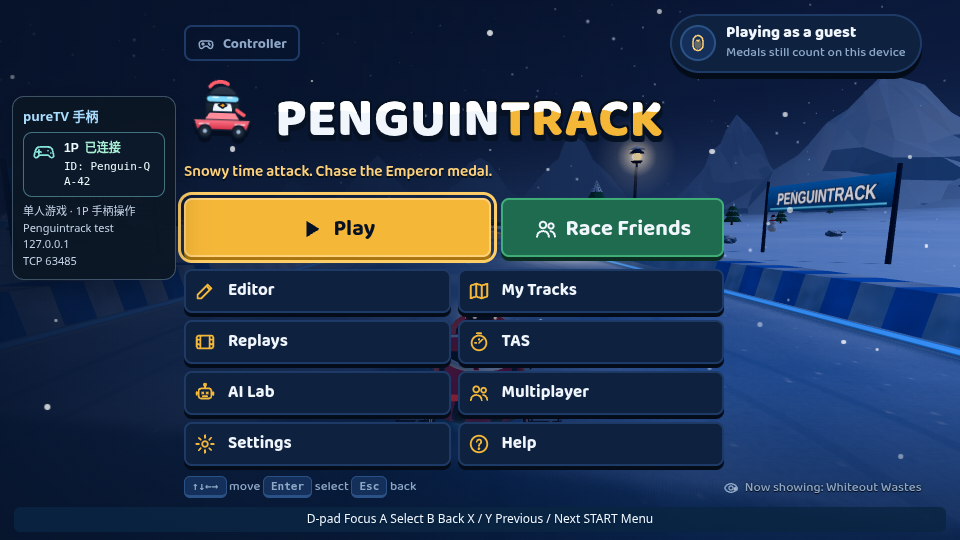 Controller
Playing as a guest
Medals still count on this device
PENGUINTRACK
Snowy time attack. Chase the Emperor medal.
pureTV 手柄
1P 已连接
ID: Penguin-Q
A-42
单人游戏 · 1P 手柄操作
Penguintrack test
127.0.0.1
TCP 63485
Play
Race Friends
PENGUINTRACK
Editor
My Tracks
Replays
TAS
AI Lab
Multiplayer
Settings
Help
↑↓←→ move Enter select Esc back
Now showing: Whiteout Wastes
D-pad Focus A Select B Back X / Y Previous / Next START Menu